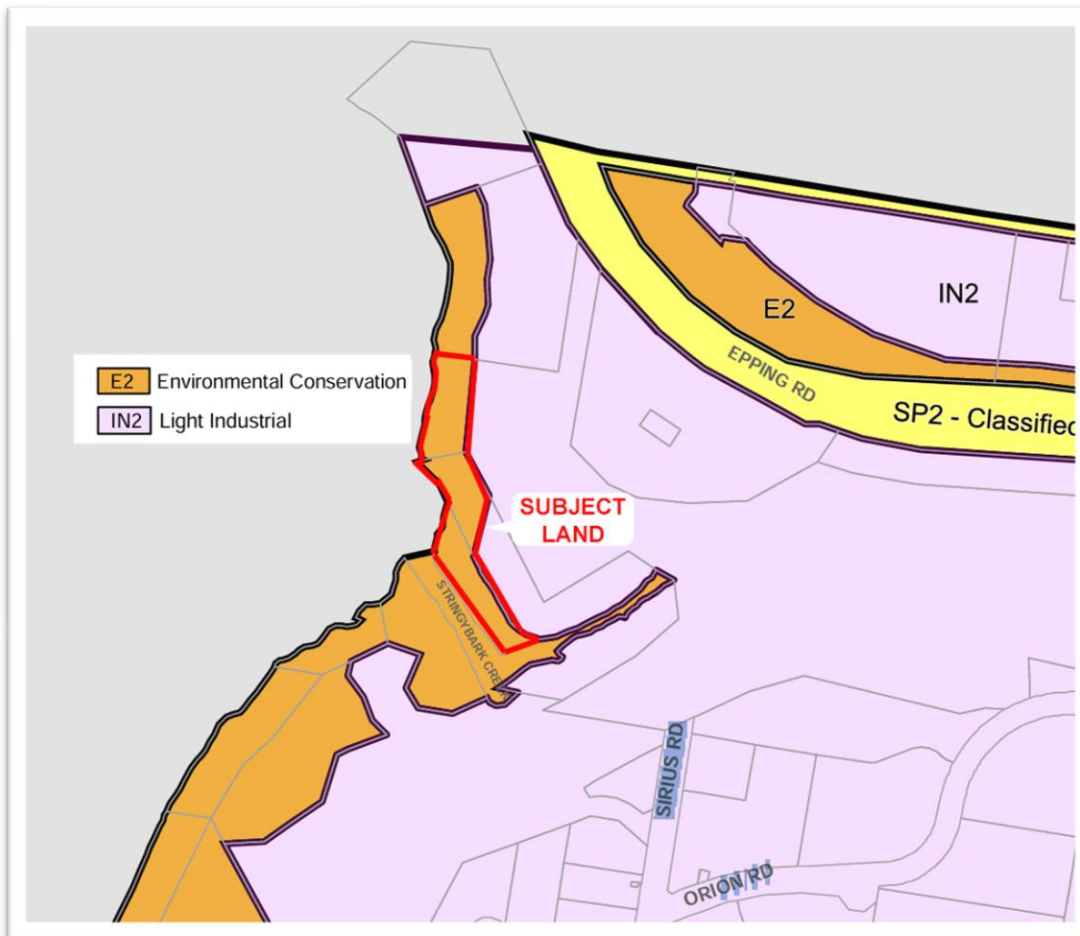 E2
IN2
EPPING RD
SP2 - Classified
E2 Environmental Conservation
IN2 Light Industrial
SUBJECT
LAND
STRINGYBARK CRE
SIRIUS RD
ORION RD